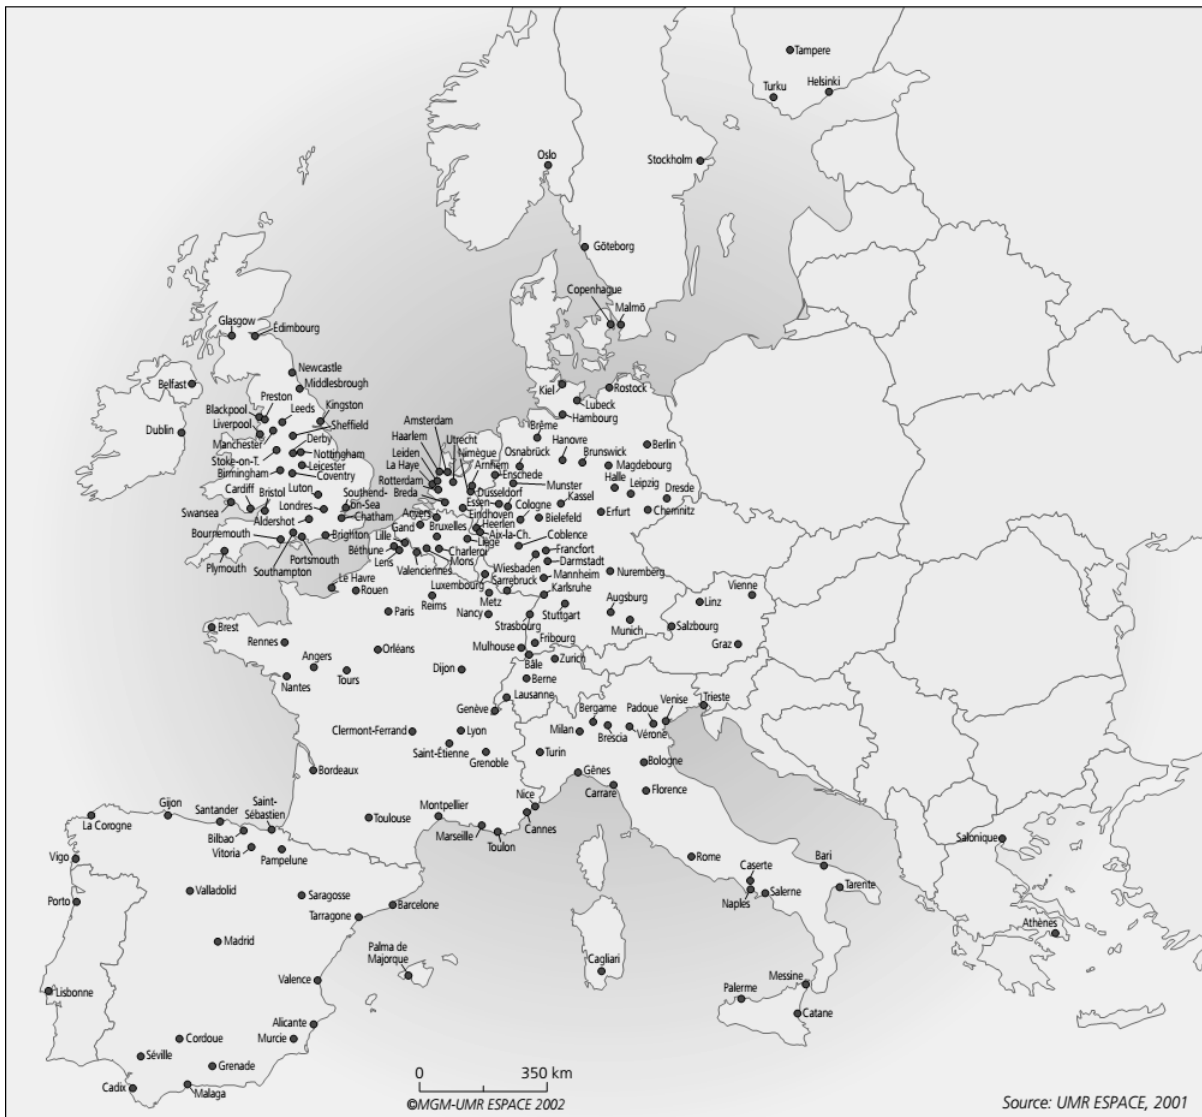 Tampere
Helsinki
Turku
Oslo
Stockholm
Göteborg
Copenhague
Malmö
Glasgow
Édimbourg
Newcastle
Middlesbrough
Belfast
Preston
Blackpool
Leeds
Kingston
Liverpool
Sheffield
Dublin
Manchester
Derby
Stoke-on-T.
Nottingham
Leicester
Birmingham
Coventry
Cardiff
Bristol
Luton
Southend-
on-Sea
Swansea
Londres
Aldershot
Chatham
Bournemouth
Brighton
Plymouth
Portsmouth
Southampton
Kiel
Rostock
Lubeck
Hambourg
Brême
Amsterdam
Haarlem
Utrecht
Leiden
Nimègue
La Haye
Arnhem
Rotterdam
Enschede
Breda
Osnabrück
Hanovre
Brunswick
Berlin
Magdebourg
Munster
Halle
Leipzig
Dresde
Düsseldorf
Essen
Cologne
Kassel
Erfurt
Chemnitz
Eindhoven
Bielefeld
Anvers
Bruxelles
Heerlen
Gand
Aix-la-Ch.
Lille
Liège
Coblence
Béthune
Charleroi
Francfort
Lens
Mons
Darmstadt
Valenciennes
Wiesbaden
Mannheim
Nuremberg
Le Havre
Luxembourg
Sarrebruck
Rouen
Karlsruhe
Vienne
Reims
Metz
Augsburg
Linz
Paris
Nancy
Stuttgart
Brest
Strasbourg
Munich
Salzbourg
Rennes
Fribourg
Orléans
Mulhouse
Graz
Angers
Bâle
Zurich
Tours
Dijon
Nantes
Berne
Lausanne
Genève
Bergame
Padoue
Venise
Trieste
Clermont-Ferrand
Lyon
Milan
Brescia
Vérone
Saint-Étienne
Grenoble
Turin
Bologne
Bordeaux
Gênes
Carrare
Florence
Nice
Gijon
Santander
Saint-
Sébastien
Montpellier
La Corogne
Toulouse
Cannes
Bilbao
Marseille
Toulon
Salonique
Vitoria
Pampelune
Vigo
Rome
Caserte
Bari
Valladolid
Saragosse
Naples
Salerne
Tarente
Porto
Barcelone
Tarragone
Athènes
Madrid
Palma de
Majorque
Cagliari
Valence
Messine
Lisbonne
Palerme
Catane
Alicante
Cordoue
Murcie
Séville
Grenade
Cadix
Malaga
0 350 km
©MGM-UMR ESPACE 2002
Source: UMR ESPACE, 2001